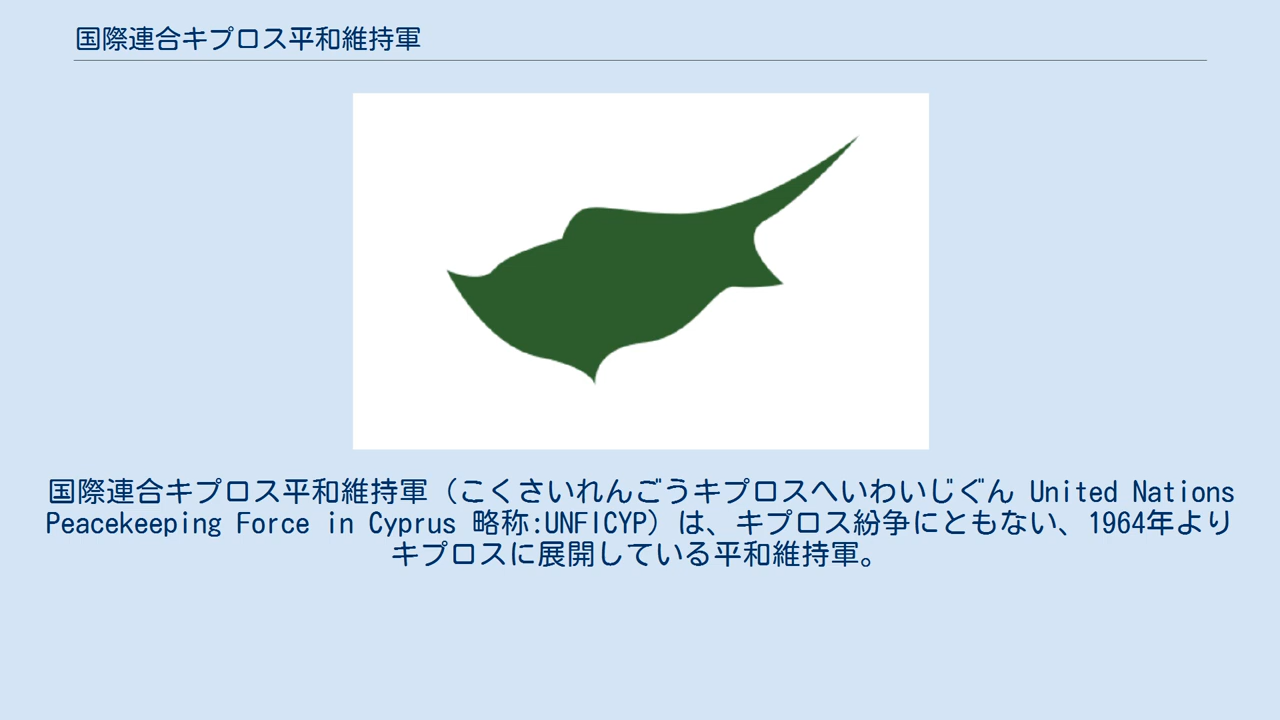 国際連合キプロス平和維持軍
国際連合キプロス平和維持軍（こくさいれんごうキプロスへいわいじぐん United Nations
Peacekeeping Force in Cyprus 略称:UNFICYP）は、キプロス紛争にともない、1964年より
キプロスに展開している平和維持軍。